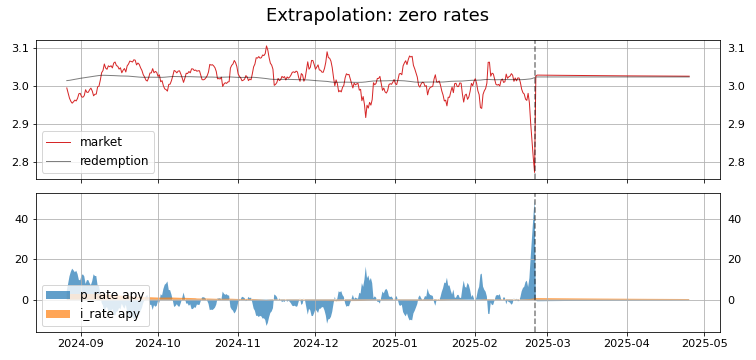 Extrapolation: zero rates
3.1 3.1
3.0 3.0
2.9 2.9
2.8 2.8
market
redemption
40 40
20 20
0 0
p_rate apy
i_rate apy
2024-09 2024-10 2024-11 2024-12 2025-01 2025-02 2025-03 2025-04 2025-05